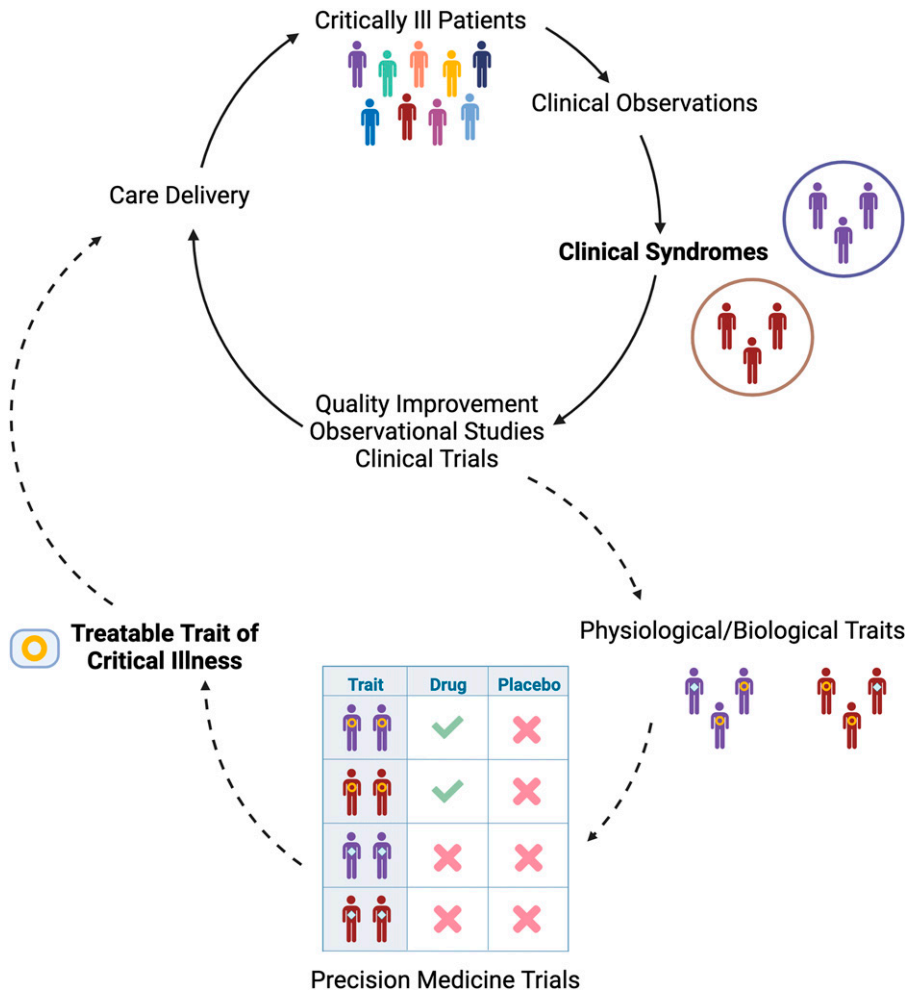 Critically Ill Patients
Clinical Observations
Care Delivery
Clinical Syndromes
Quality Improvement
Observational Studies
Clinical Trials
Physiological/Biological Traits
Treatable Trait of
Critical Illness
Trait Drug Placebo
Precision Medicine Trials